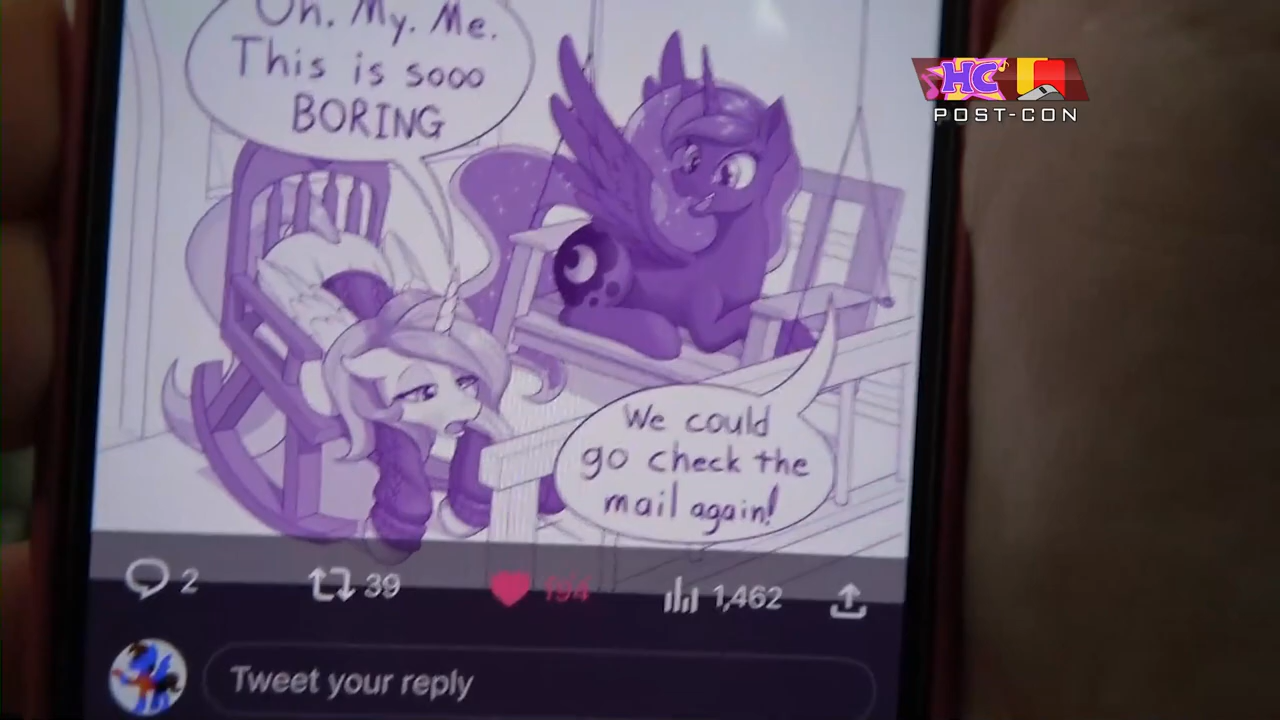 Oh. My. Me.
This is sooo
BORING
HC
POST-CON
We could
go check the
mail again!
2
39
194
1,462
Tweet your reply